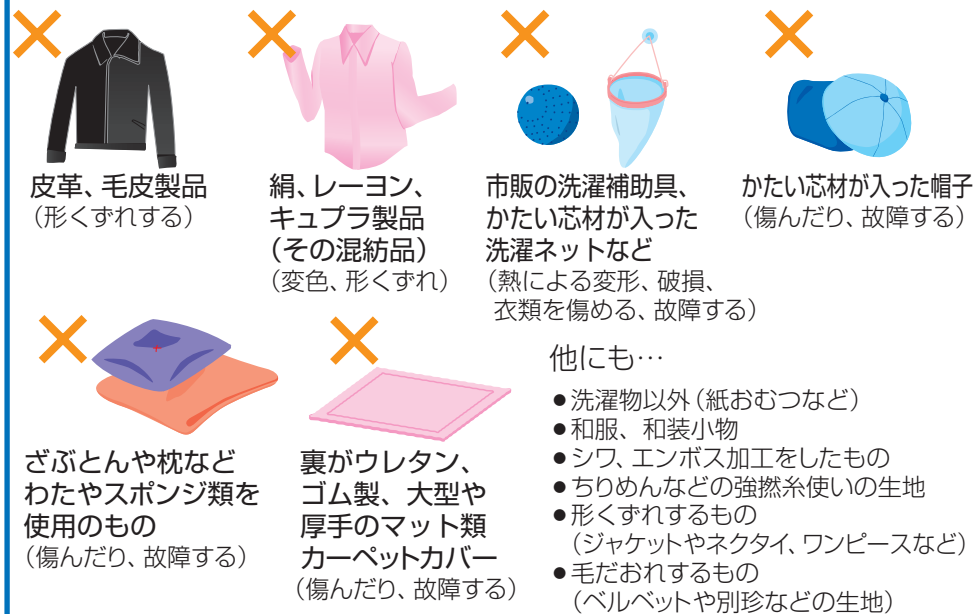 皮革、毛皮製品
（形くずれする）
絹、レーヨン、
キュプラ製品
（その混紡品）
（変色、形くずれ）
市販の洗濯補助具、
かたい芯材が入った
洗濯ネットなど
（熱による変形、破損、
衣類を傷める、故障する）
かたい芯材が入った帽子
（傷んだり、故障する）
ざぶとんや枕など
わたやスポンジ類を
使用のもの
（傷んだり、故障する）
裏がウレタン、
ゴム製、大型や
厚手のマット類
カーペットカバー
（傷んだり、故障する）
他にも…
●洗濯物以外（紙おむつなど）
●和服、和装小物
●シワ、エンボス加工をしたもの
●ちりめんなどの強撚糸使いの生地
●形くずれするもの
（ジャケットやネクタイ、ワンピースなど）
●毛だおれするもの
（ベルベットや別珍などの生地）